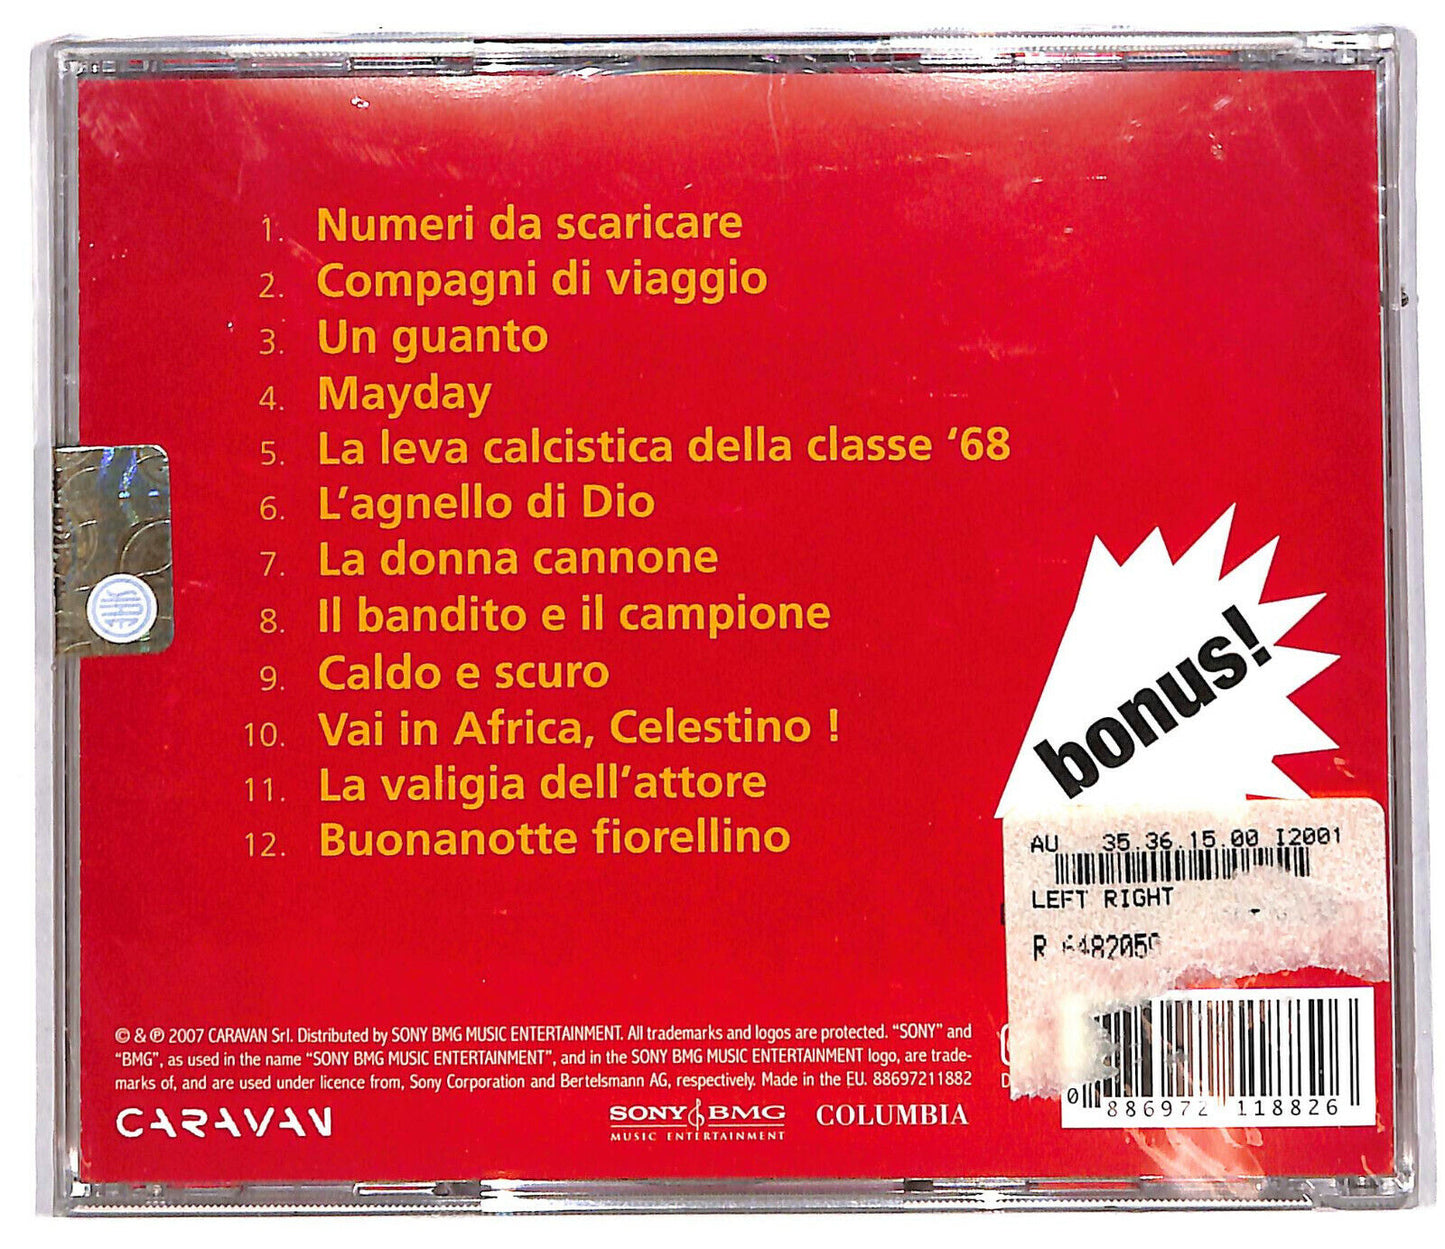 1. Numeri da scaricare
2. Compagni di viaggio
3. Un guanto
4. Mayday
5. La leva calcistica della classe ‘68
6. L’agnello di Dio
7. La donna cannone
8. Il bandito e il campione
9. Caldo e scuro
10. Vai in Africa, Celestino !
11. La valigia dell’attore
12. Buonanotte fiorellino
bonus!
AU 35.36.15.00 I2001
LEFT RIGHT
R 6482059
© & ℗ 2007 CARAVAN Srl. Distributed by SONY BMG MUSIC ENTERTAINMENT. All trademarks and logos are protected. “SONY” and
“BMG”, as used in the name “SONY BMG MUSIC ENTERTAINMENT”, and in the SONY BMG MUSIC ENTERTAINMENT logo, are trade-
marks of, and are used under licence from, Sony Corporation and Bertelsmann AG, respectively. Made in the EU. 88697211882
CARAVAN
SONY BMG
MUSIC ENTERTAINMENT
COLUMBIA
0 886972 118826